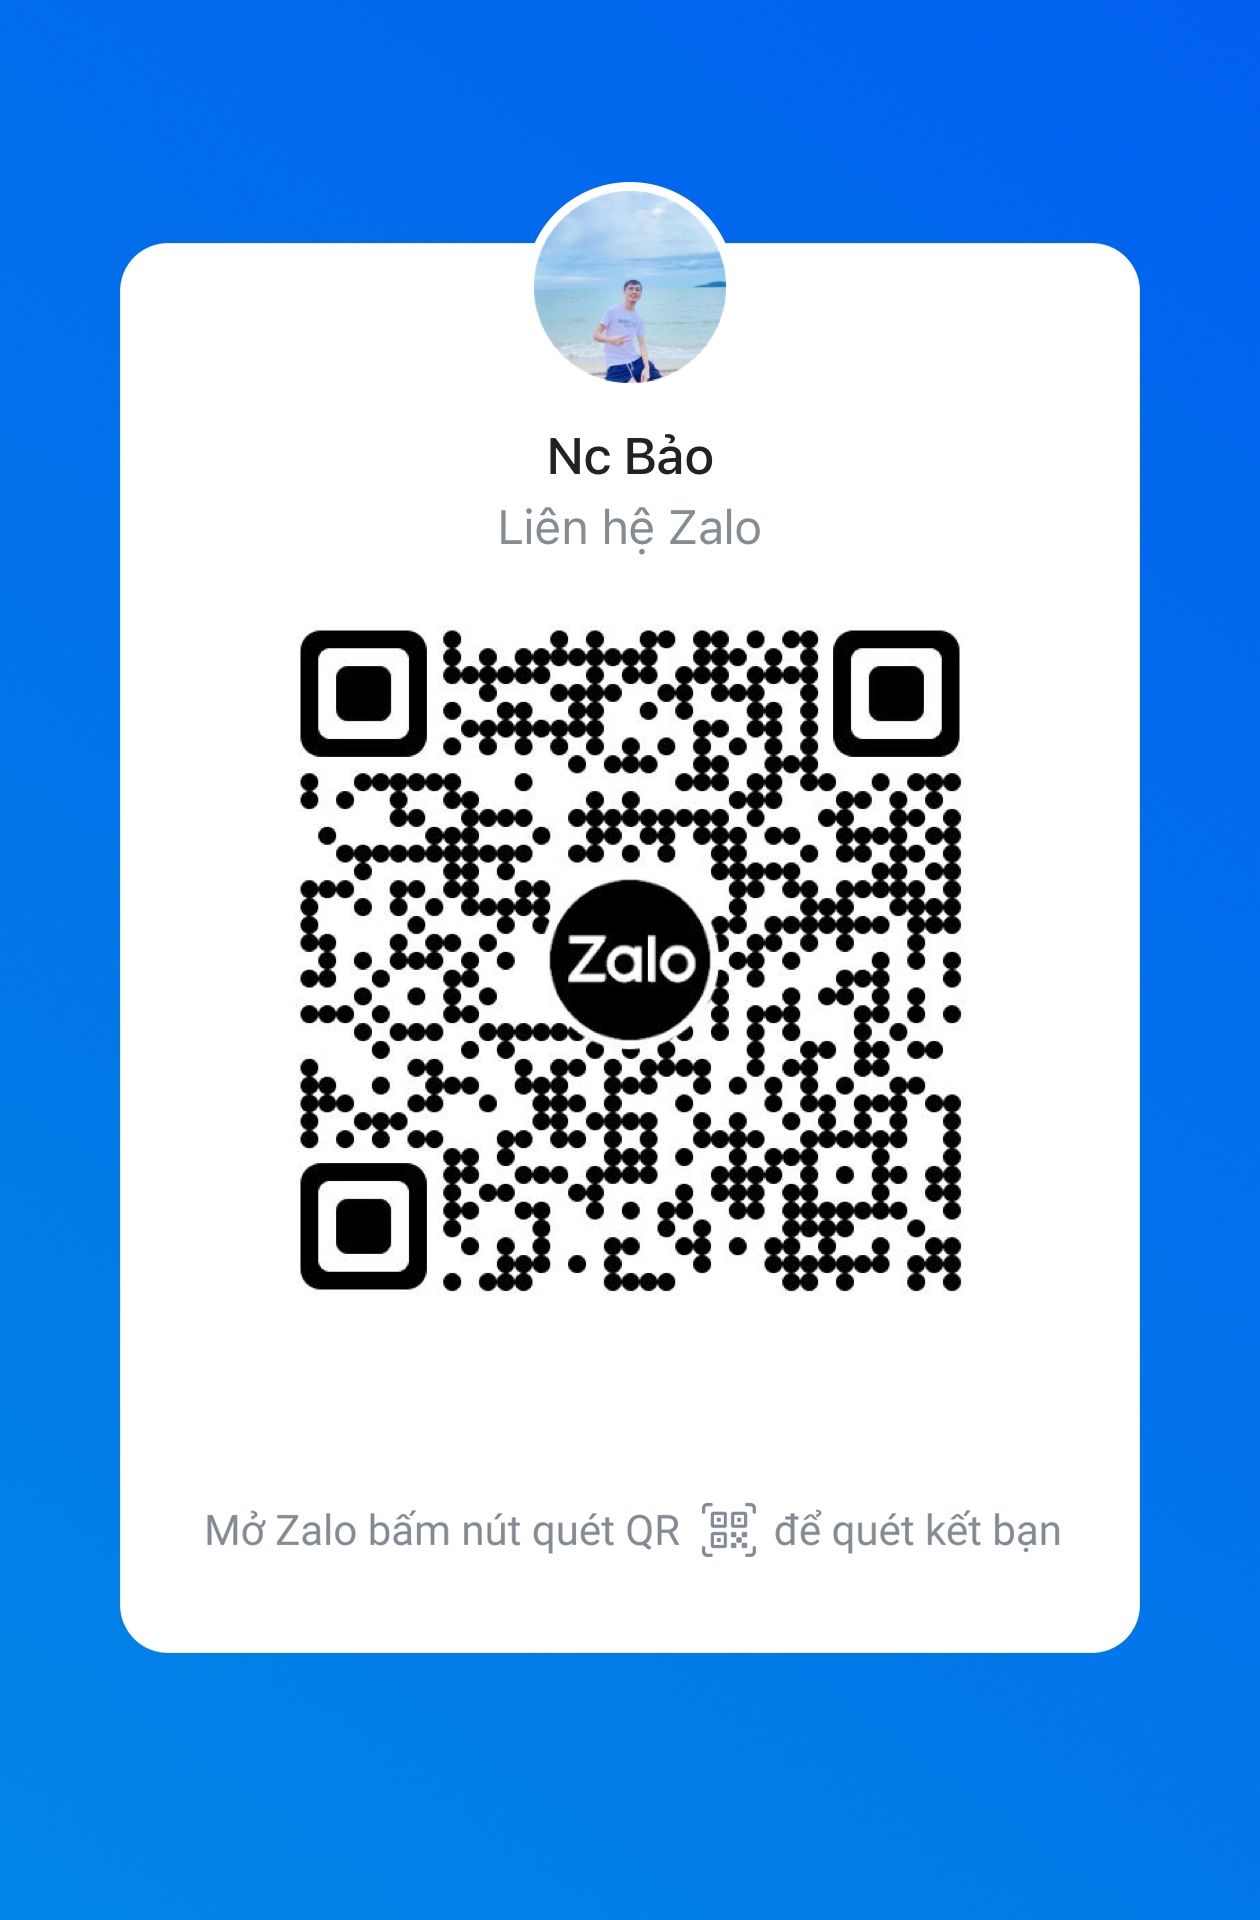 Nc Bảo
Liên hệ Zalo
Zalo
Mở Zalo bấm nút quét QR để quét kết bạn